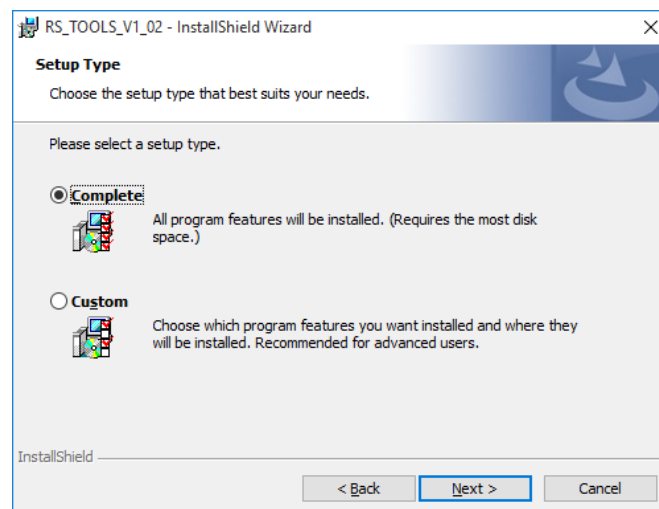 RS_TOOLS_V1_02 - InstallShield Wizard
Setup Type
Choose the setup type that best suits your needs.
Please select a setup type.
Complete
All program features will be installed. (Requires the most disk
space.)
Custom
Choose which program features you want installed and where they
will be installed. Recommended for advanced users.
InstallShield
< Back
Next >
Cancel